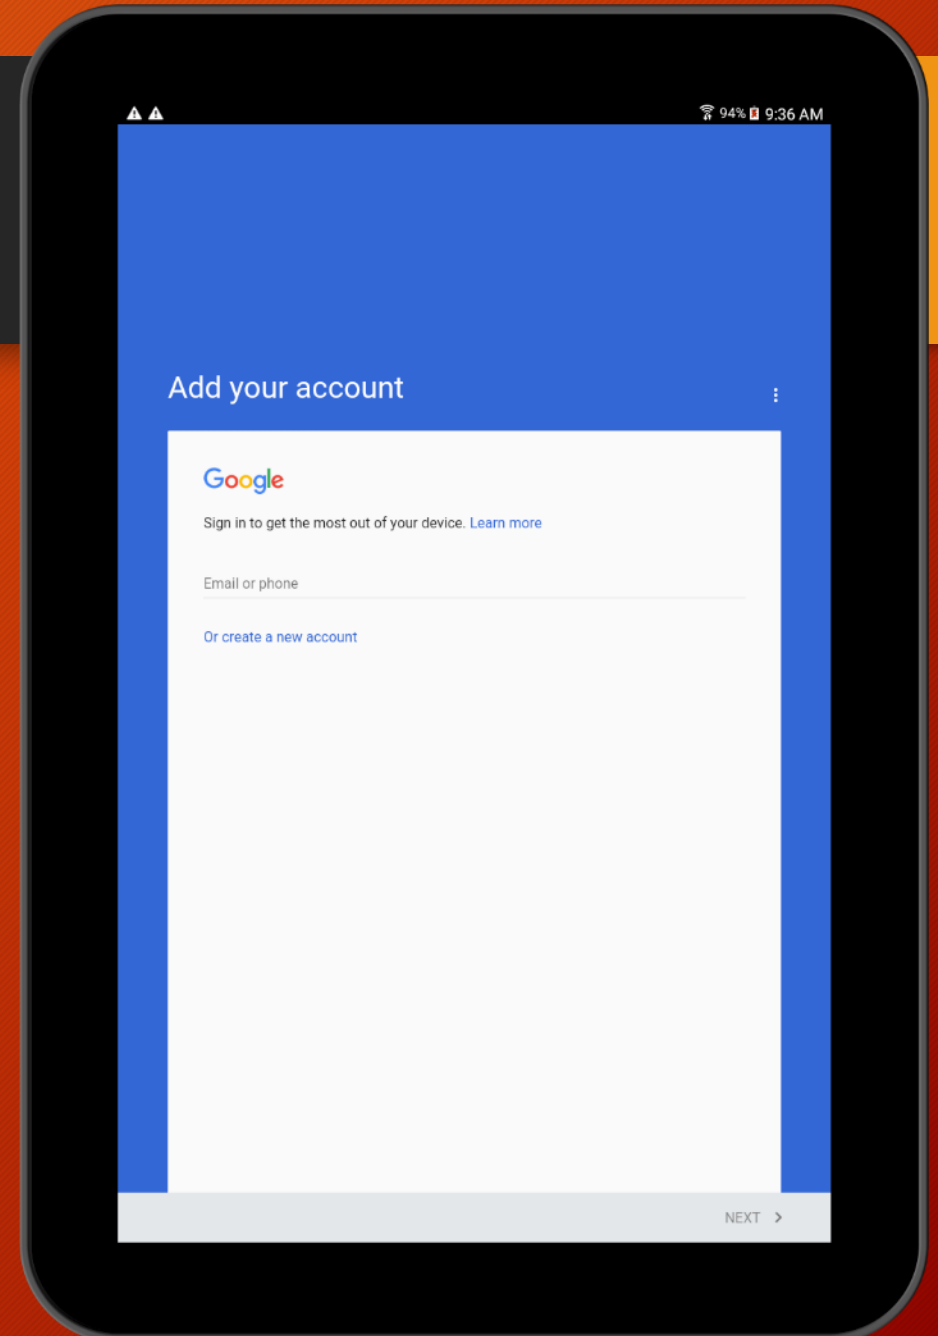 94% 9:36 AM
Add your account
Google
Sign in to get the most out of your device. Learn more
Email or phone
Or create a new account
NEXT